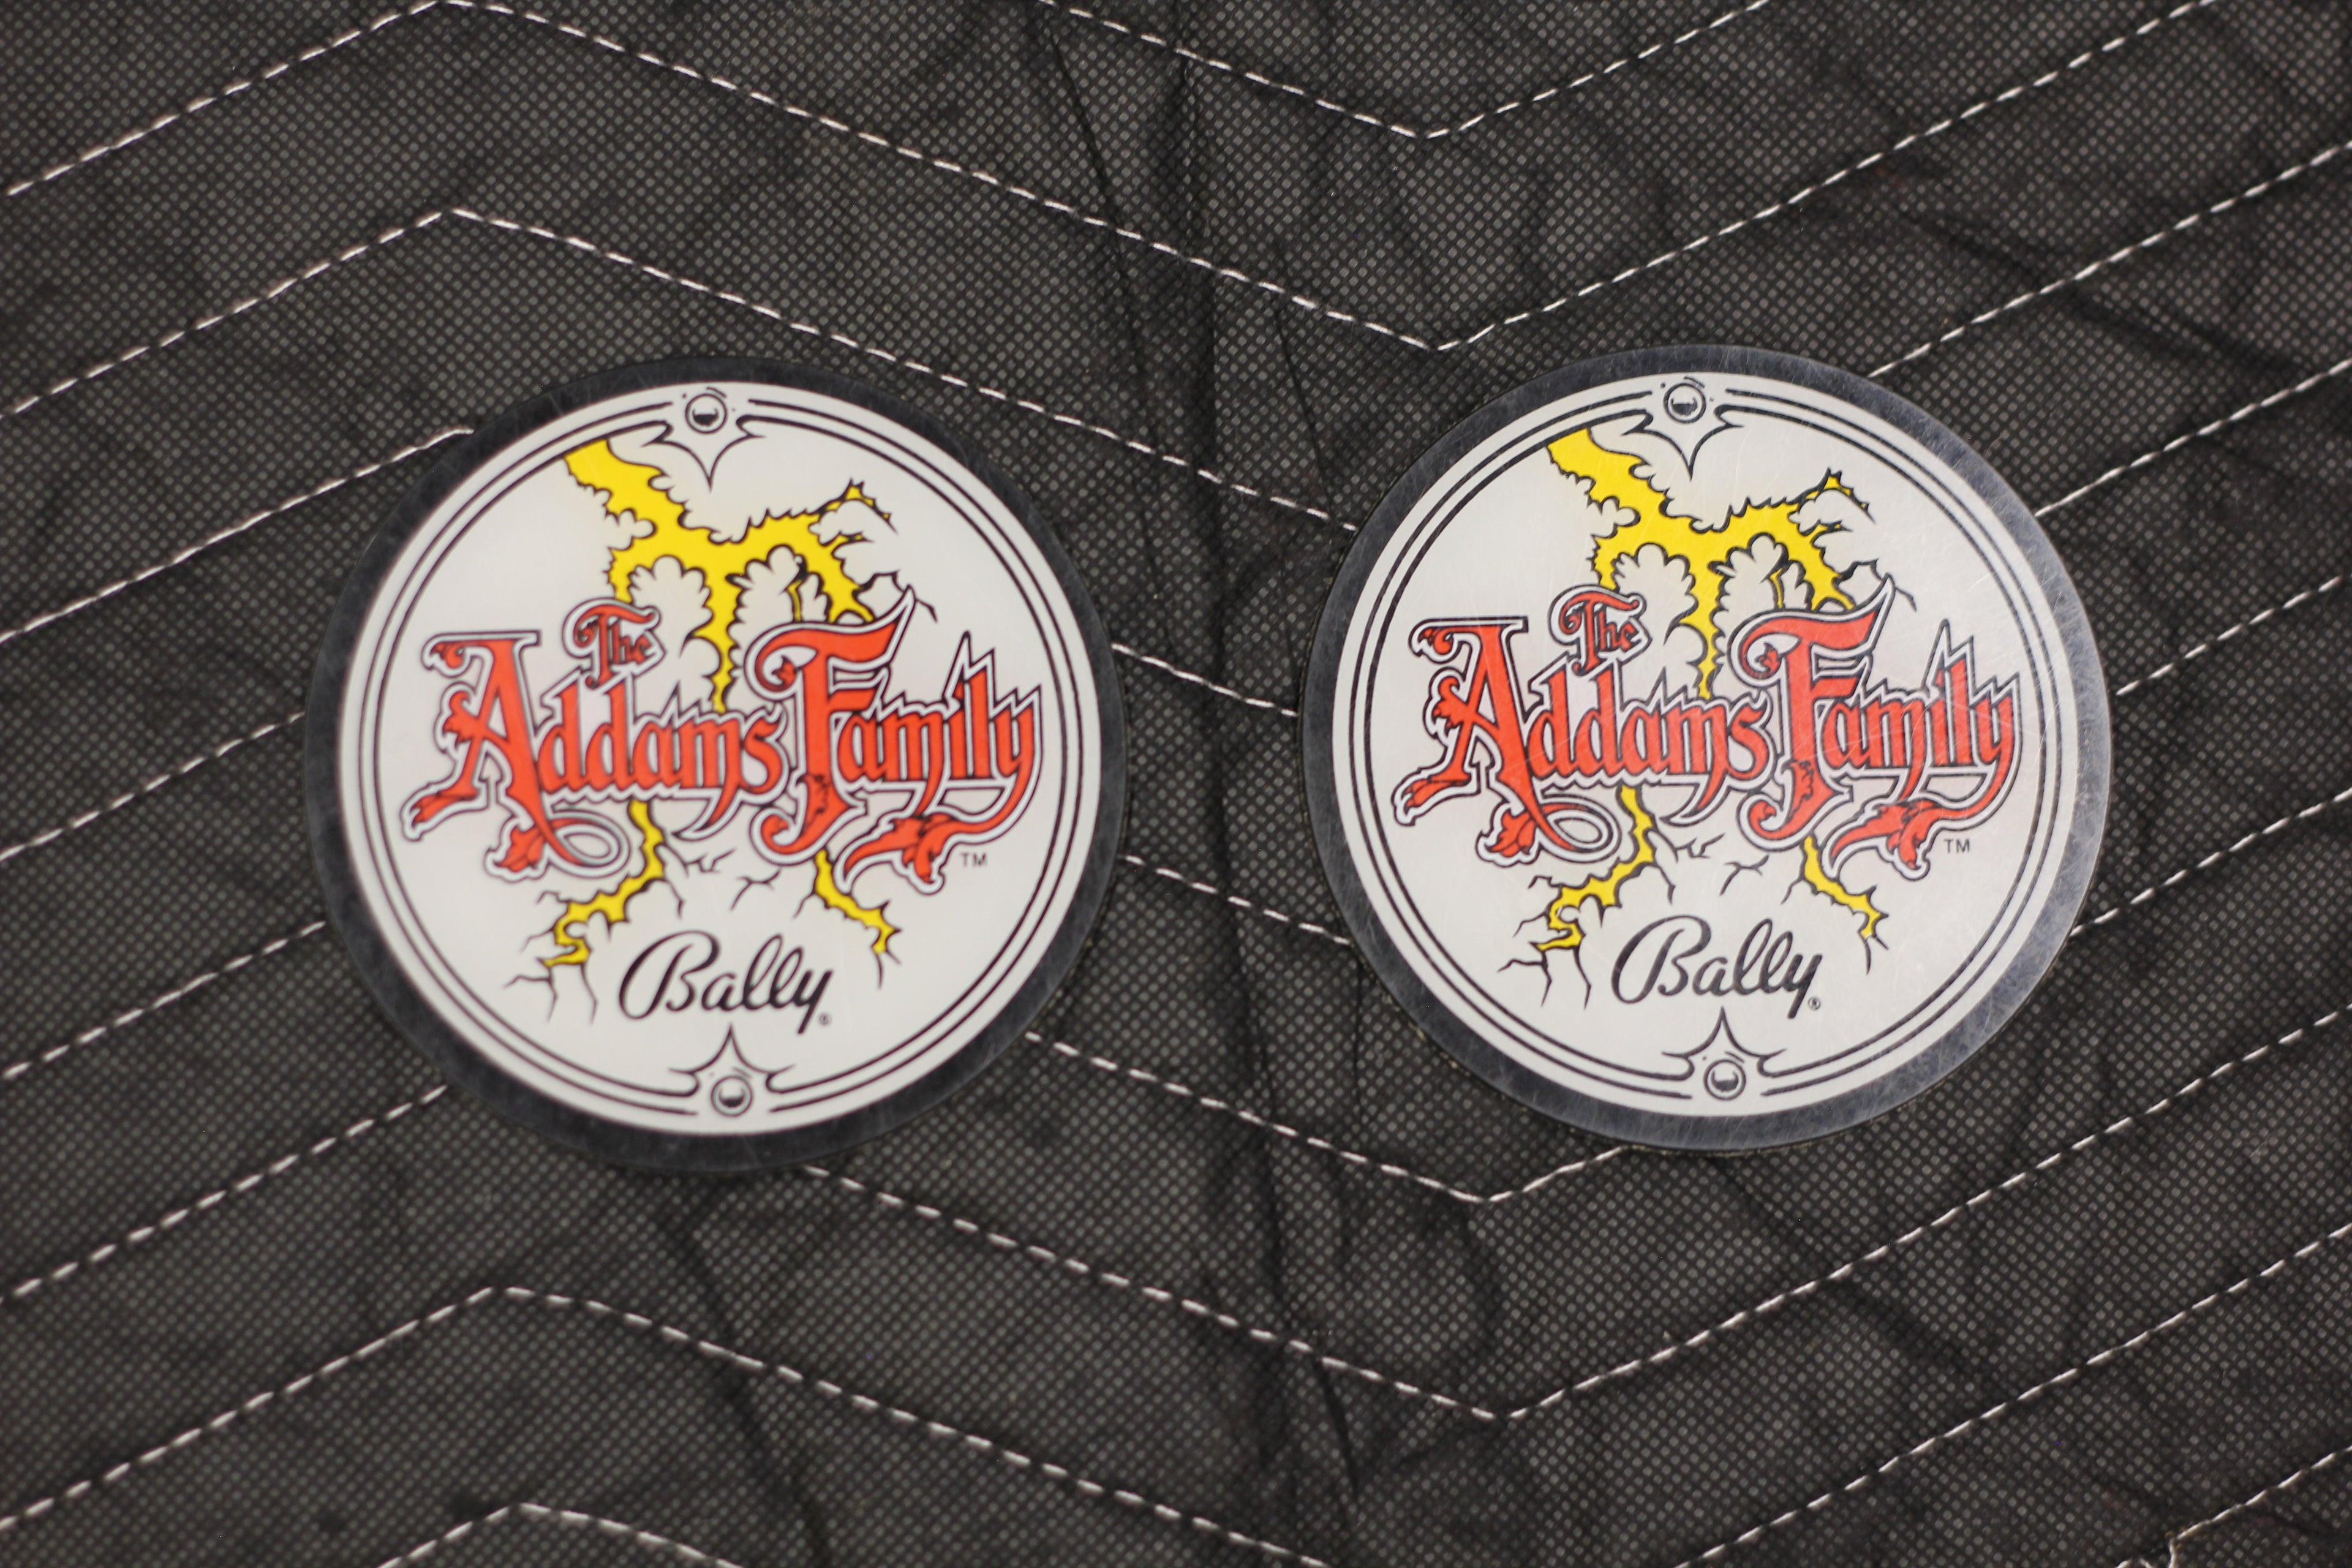 The
Addams Family
TM
Bally®
The
Addams Family
TM
Bally®